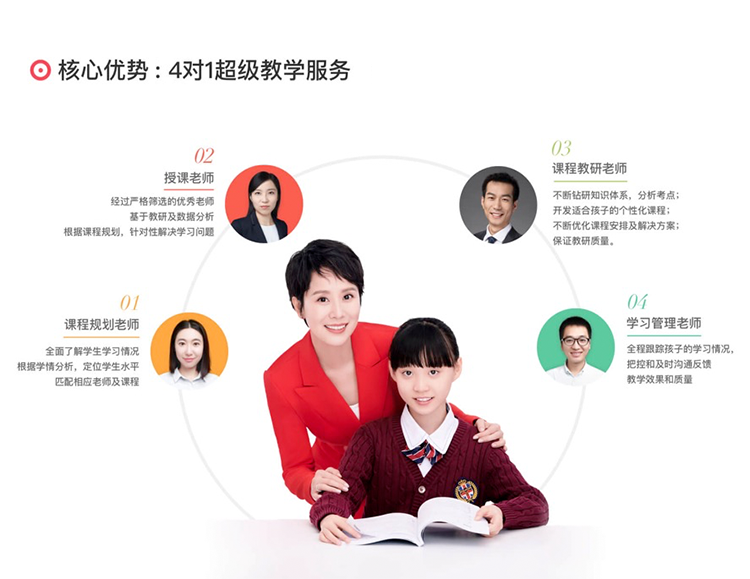 核心优势：4对1超级教学服务
02
授课老师
经过严格筛选的优秀老师
基于教研及数据分析
根据课程规划，针对性解决学习问题
03
课程教研老师
不断钻研知识体系，分析考点；
开发适合孩子的个性化课程；
不断优化课程安排及解决方案；
保证教研质量。
01
课程规划老师
全面了解学生学习情况
根据学情分析，定位学生水平
匹配相应老师及课程
04
学习管理老师
全程跟踪孩子的学习情况，
把控和及时沟通反馈
教学效果和质量